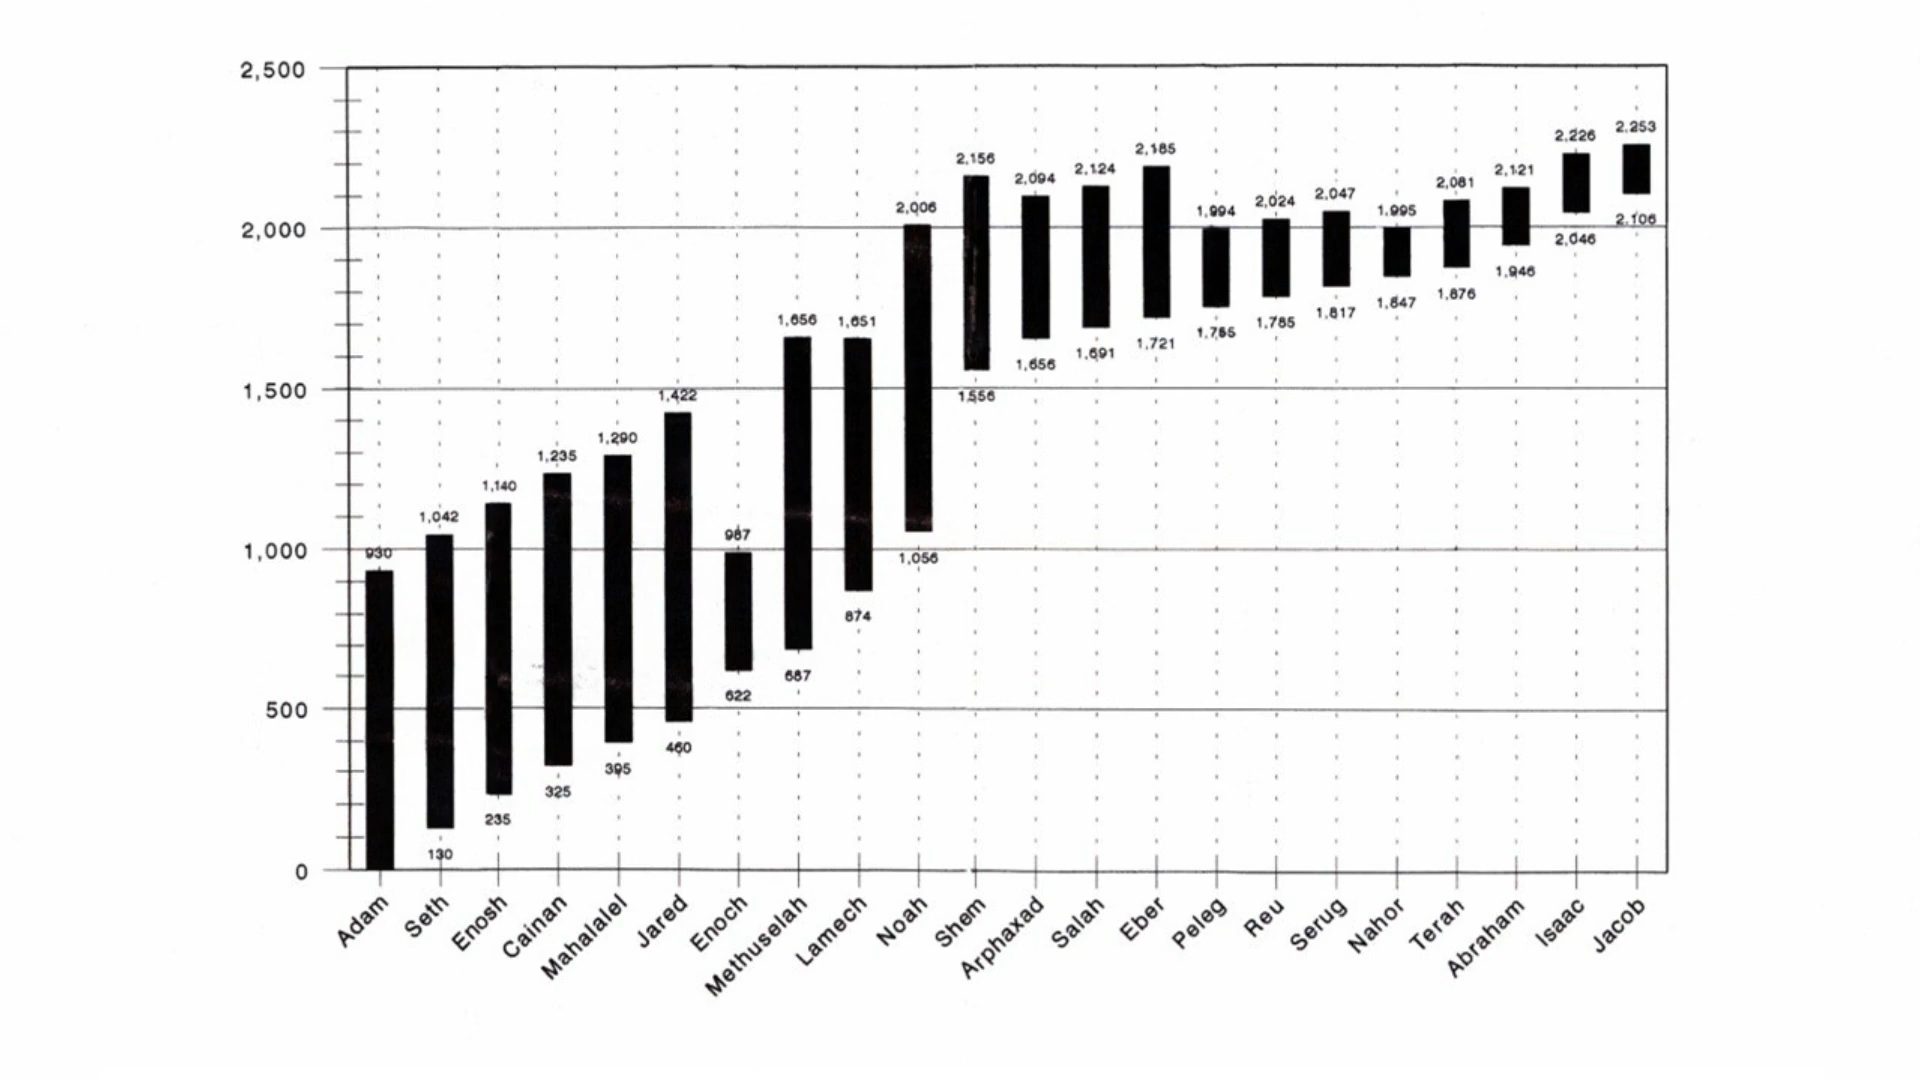 2,500
2,000
1,500
1,000
500
0
930
1,042
130
1,140
235
1,235
325
1,290
395
1,422
460
987
622
1,656
687
1,651
874
2,006
1,056
2,156
1,556
2,094
1,656
2,124
1,691
2,185
1,721
1,994
1,755
2,024
1,785
2,047
1,817
1,995
1,847
2,081
1,876
2,121
1,946
2,226
2,046
2,253
2,106
Adam
Seth
Enosh
Cainan
Mahalalel
Jared
Enoch
Methuselah
Lamech
Noah
Shem
Arphaxad
Salah
Eber
Peleg
Reu
Serug
Nahor
Terah
Abraham
Isaac
Jacob